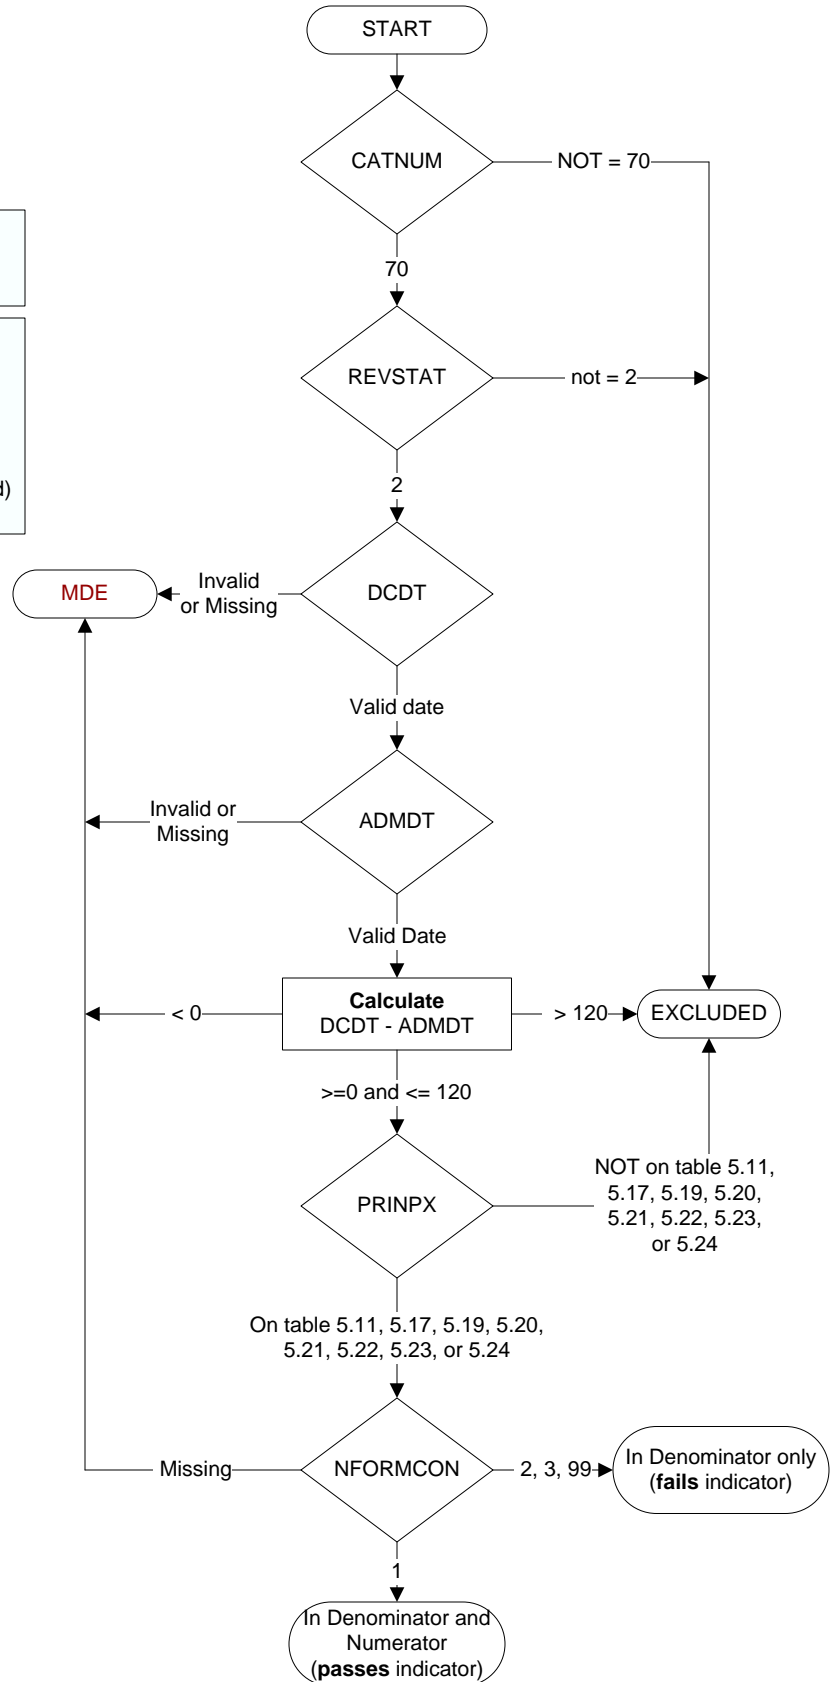 START
CATNUM
NOT = 70
70
REVSTAT
not = 2
d)
2
MDE
Invalid
or Missing
DCDT
Valid date
Invalid or
Missing
ADMDT
Valid Date
< 0
Calculate
DCDT - ADMDT
> 120
EXCLUDED
>=0 and <= 120
PRINPX
NOT on table 5.11,
5.17, 5.19, 5.20,
5.21, 5.22, 5.23,
or 5.24
On table 5.11, 5.17, 5.19, 5.20,
5.21, 5.22, 5.23, or 5.24
Missing
NFORMCON
2, 3, 99
In Denominator only
(fails indicator)
1
In Denominator and
Numerator
(passes indicator)